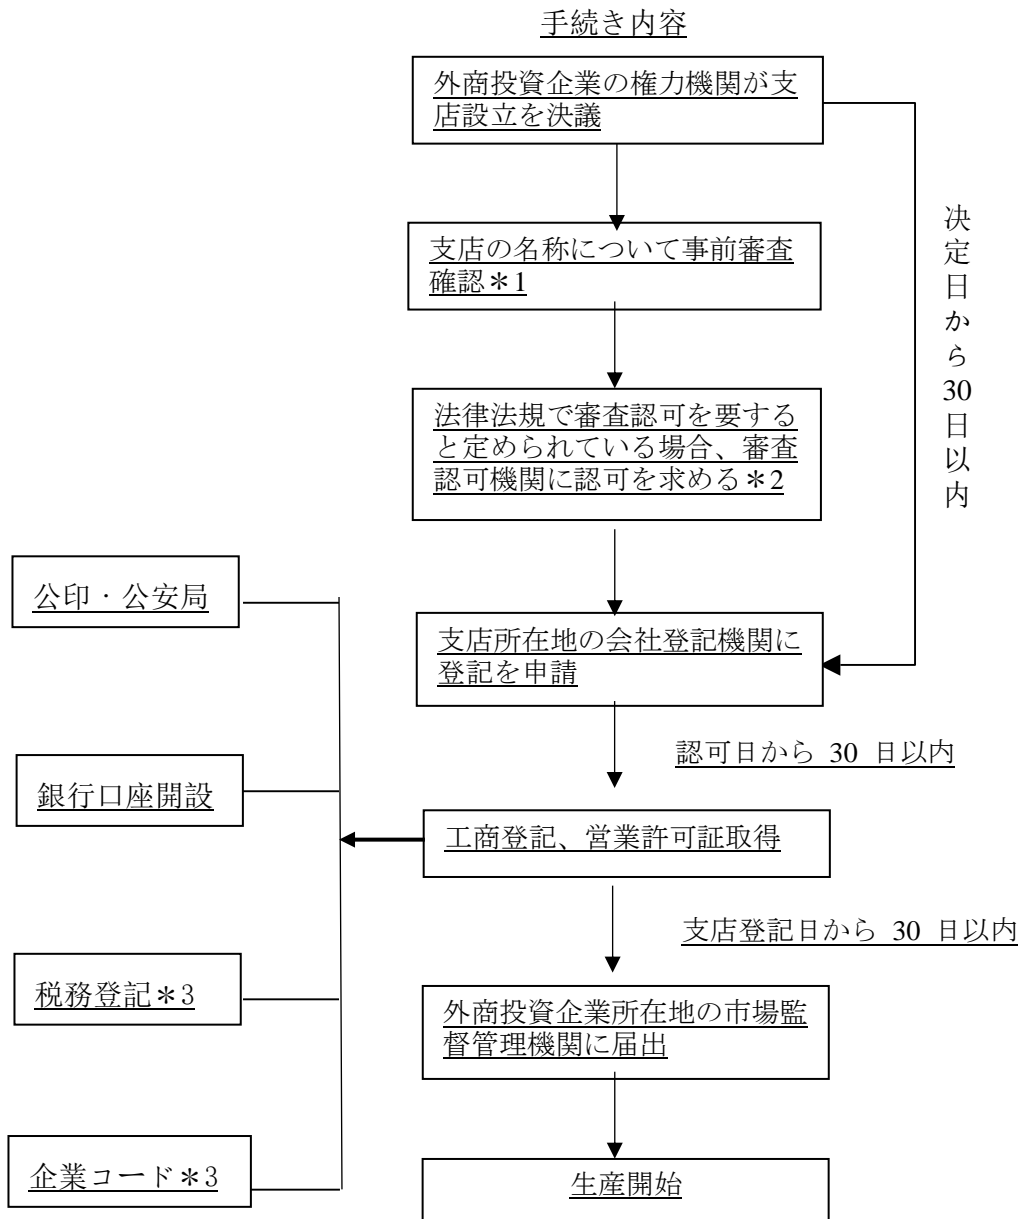 手続き内容
外商投資企業の権力機関が支
店設立を決議
支店の名称について事前審査
確認＊1
決定日から30日以内
法律法規で審査認可を要する
と定められている場合、審査
認可機関に認可を求める＊2
公印・公安局
支店所在地の会社登記機関に
登記を申請
認可日から 30 日以内
銀行口座開設
工商登記、営業許可証取得
支店登記日から 30 日以内
税務登記＊3
外商投資企業所在地の市場監
督管理機関に届出
企業コード＊3
生産開始